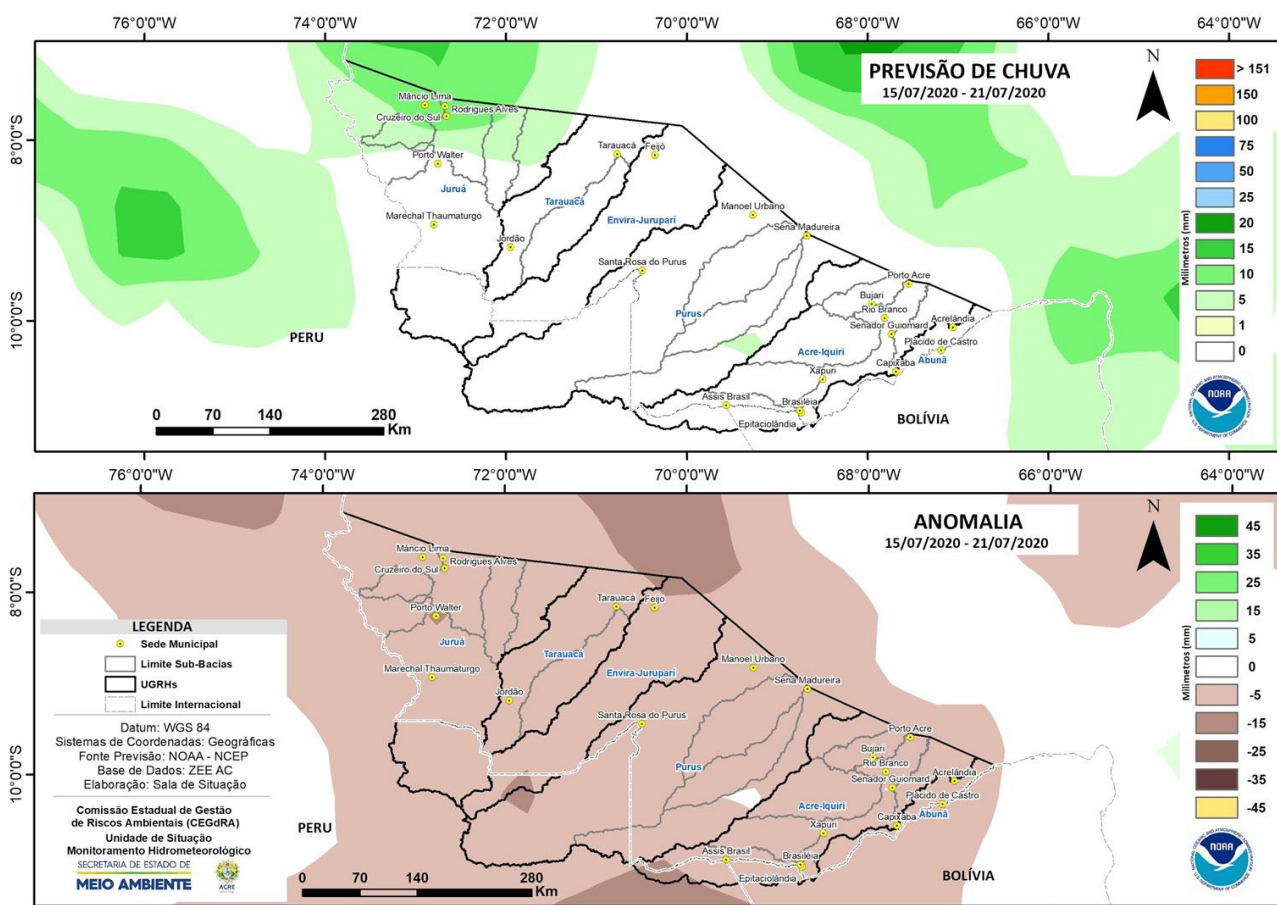 76°0'0"W 74°0'0"W 72°0'0"W 70°0'0"W 68°0'0"W 66°0'0"W 64°0'0"W
PREVISÃO DE CHUVA
15/07/2020 - 21/07/2020
N
> 151
150
100
75
50
25
20
15
10
5
1
0
Milímetros (mm)
NOAA
8°0'0"S
10°0'0"S
Mâncio Lima
Rodrigues Alves
Cruzeiro do Sul
Porto Walter
Juruá
Marechal Thaumaturgo
Tarauacá
Feijó
Tarauacá
Jordão
Envira-Juruparí
Santa Rosa do Purus
Manoel Urbano
Sena Madureira
Purus
Porto Acre
Bujari
Rio Branco
Senador Guiomard
Acrelândia
Plácido de Castro
Abunã
Acre-Iquiri
Capixaba
Xapuri
Assis Brasil
Brasiléia
Epitaciolândia
PERU
BOLÍVIA
0 70 140 280
Km
76°0'0"W 74°0'0"W 72°0'0"W 70°0'0"W 68°0'0"W 66°0'0"W 64°0'0"W
ANOMALIA
15/07/2020 - 21/07/2020
N
45
35
25
15
5
0
-5
-15
-25
-35
-45
Milímetros (mm)
NOAA
8°0'0"S
10°0'0"S
Mâncio Lima
Rodrigues Alves
Cruzeiro do Sul
Porto Walter
Juruá
Marechal Thaumaturgo
Tarauacá
Feijó
Tarauacá
Jordão
Envira-Juruparí
Santa Rosa do Purus
Manoel Urbano
Sena Madureira
Purus
Porto Acre
Bujari
Rio Branco
Senador Guiomard
Acrelândia
Plácido de Castro
Abunã
Acre-Iquiri
Capixaba
Xapuri
Assis Brasil
Brasiléia
Epitaciolândia
PERU
BOLÍVIA
0 70 140 280
Km
LEGENDA
Sede Municipal
Limite Sub-Bacias
UGRHs
Limite Internacional
Datum: WGS 84
Sistemas de Coordenadas: Geográficas
Fonte Previsão: NOAA - NCEP
Base de Dados: ZEE AC
Elaboração: Sala de Situação
Comissão Estadual de Gestão
de Riscos Ambientais (CEGdRA)
Unidade de Situação
Monitoramento Hidrometeorológico
SECRETARIA DE ESTADO DE
MEIO AMBIENTE
ACRE